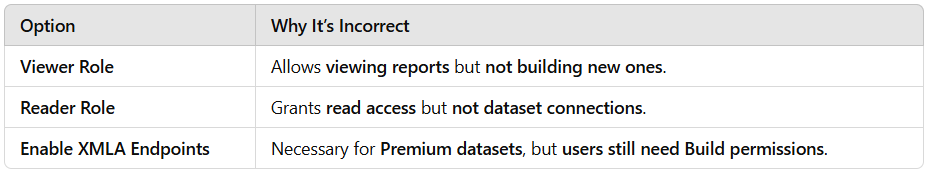 Option Why It’s Incorrect
Viewer Role Allows viewing reports but not building new ones.
Reader Role Grants read access but not dataset connections.
Enable XMLA Endpoints Necessary for Premium datasets, but users still need Build permissions.